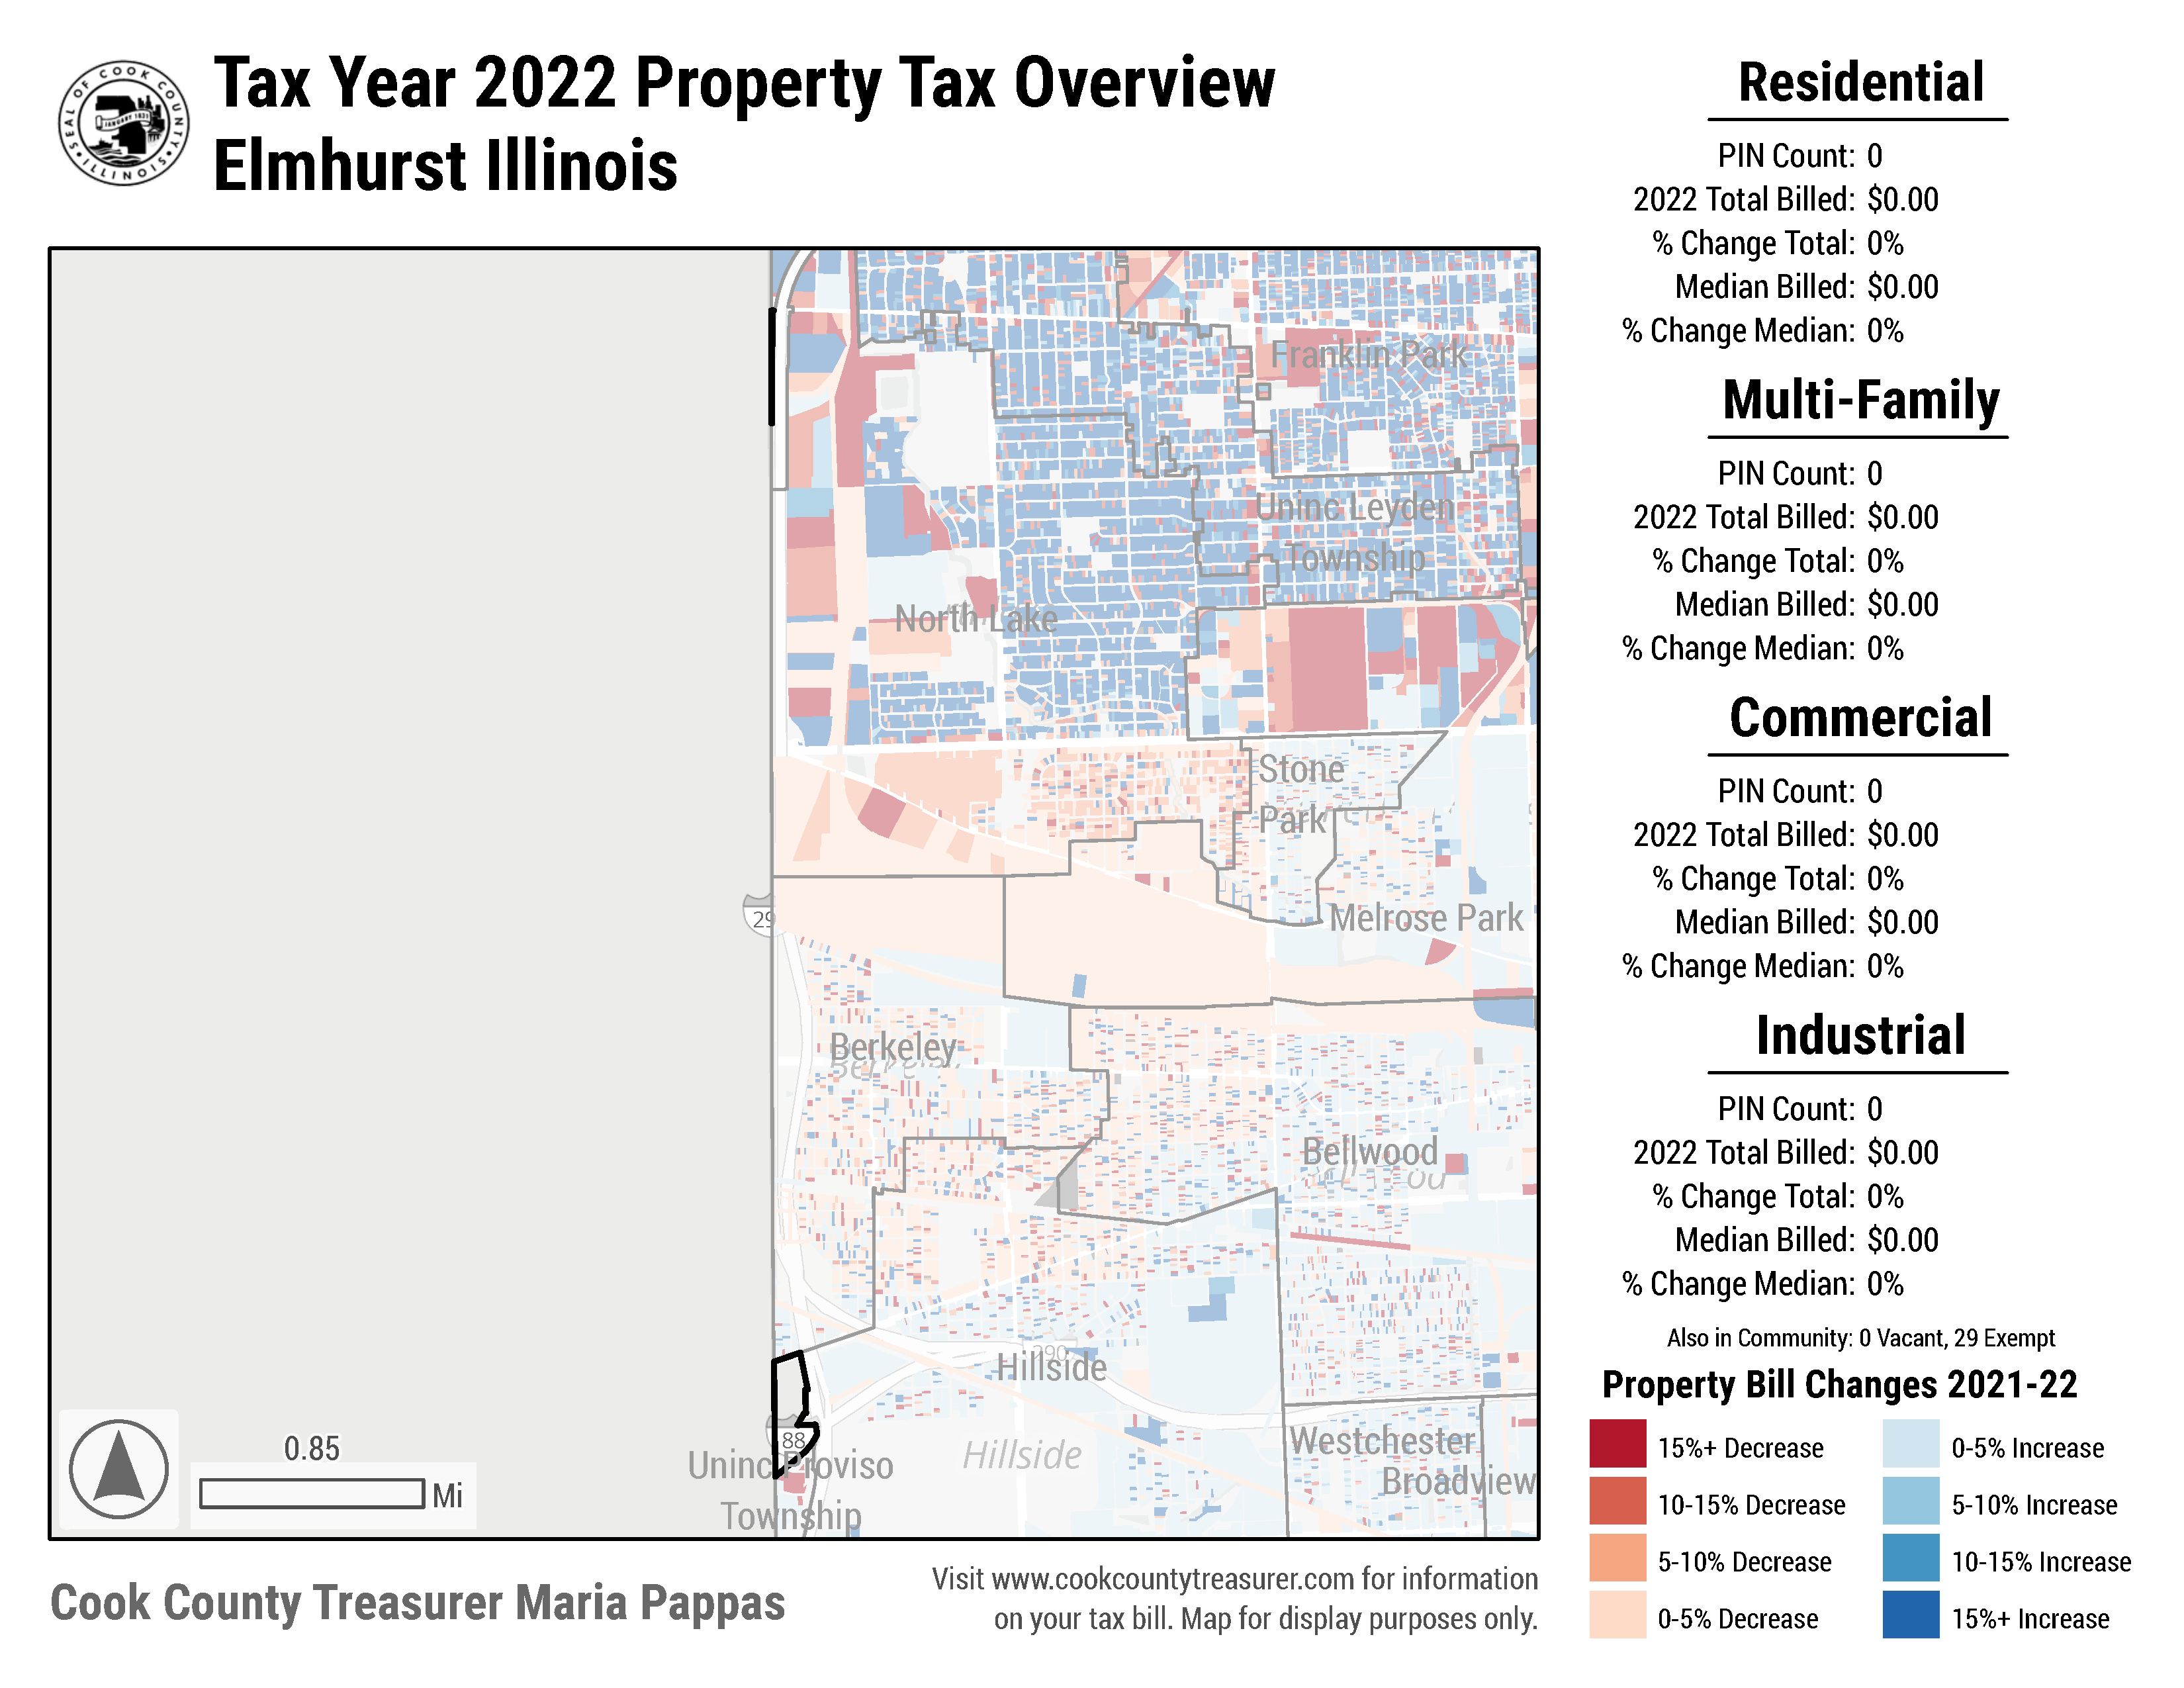 SEAL OF COOK COUNTY
ILLINOIS
JANUARY 1831
Tax Year 2022 Property Tax Overview
Elmhurst Illinois
Franklin Park
Uninc Leyden
Township
North Lake
Stone
Park
29
Melrose Park
Berkeley
Bellwood
290
Hillside
88
Uninc Proviso
Township
Hillside
Westchester
Broadview
0.85
Mi
Cook County Treasurer Maria Pappas
Visit www.cookcountytreasurer.com for information
on your tax bill. Map for display purposes only.
Residential
PIN Count: 0
2022 Total Billed: $0.00
% Change Total: 0%
Median Billed: $0.00
% Change Median: 0%
Multi-Family
PIN Count: 0
2022 Total Billed: $0.00
% Change Total: 0%
Median Billed: $0.00
% Change Median: 0%
Commercial
PIN Count: 0
2022 Total Billed: $0.00
% Change Total: 0%
Median Billed: $0.00
% Change Median: 0%
Industrial
PIN Count: 0
2022 Total Billed: $0.00
% Change Total: 0%
Median Billed: $0.00
% Change Median: 0%
Also in Community: 0 Vacant, 29 Exempt
Property Bill Changes 2021-22
15%+ Decrease
10-15% Decrease
5-10% Decrease
0-5% Decrease
0-5% Increase
5-10% Increase
10-15% Increase
15%+ Increase